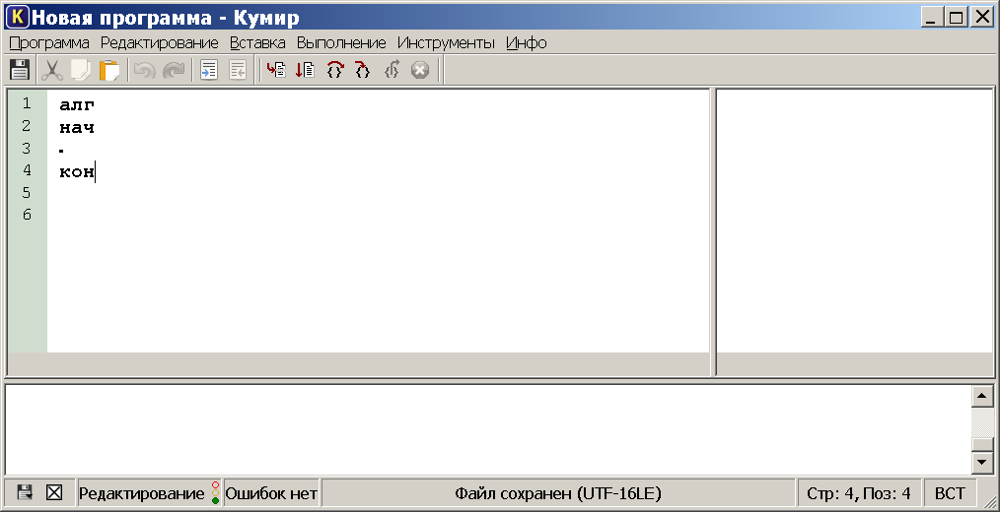 Новая программа - Кумир
Программа Редактирование Вставка Выполнение Инструменты Инфо
1 алг
2 нач
3 .
4 кон
5
6
Редактирование Ошибок нет Файл сохранен (UTF-16LE) Стр: 4, Поз: 4 ВСТ